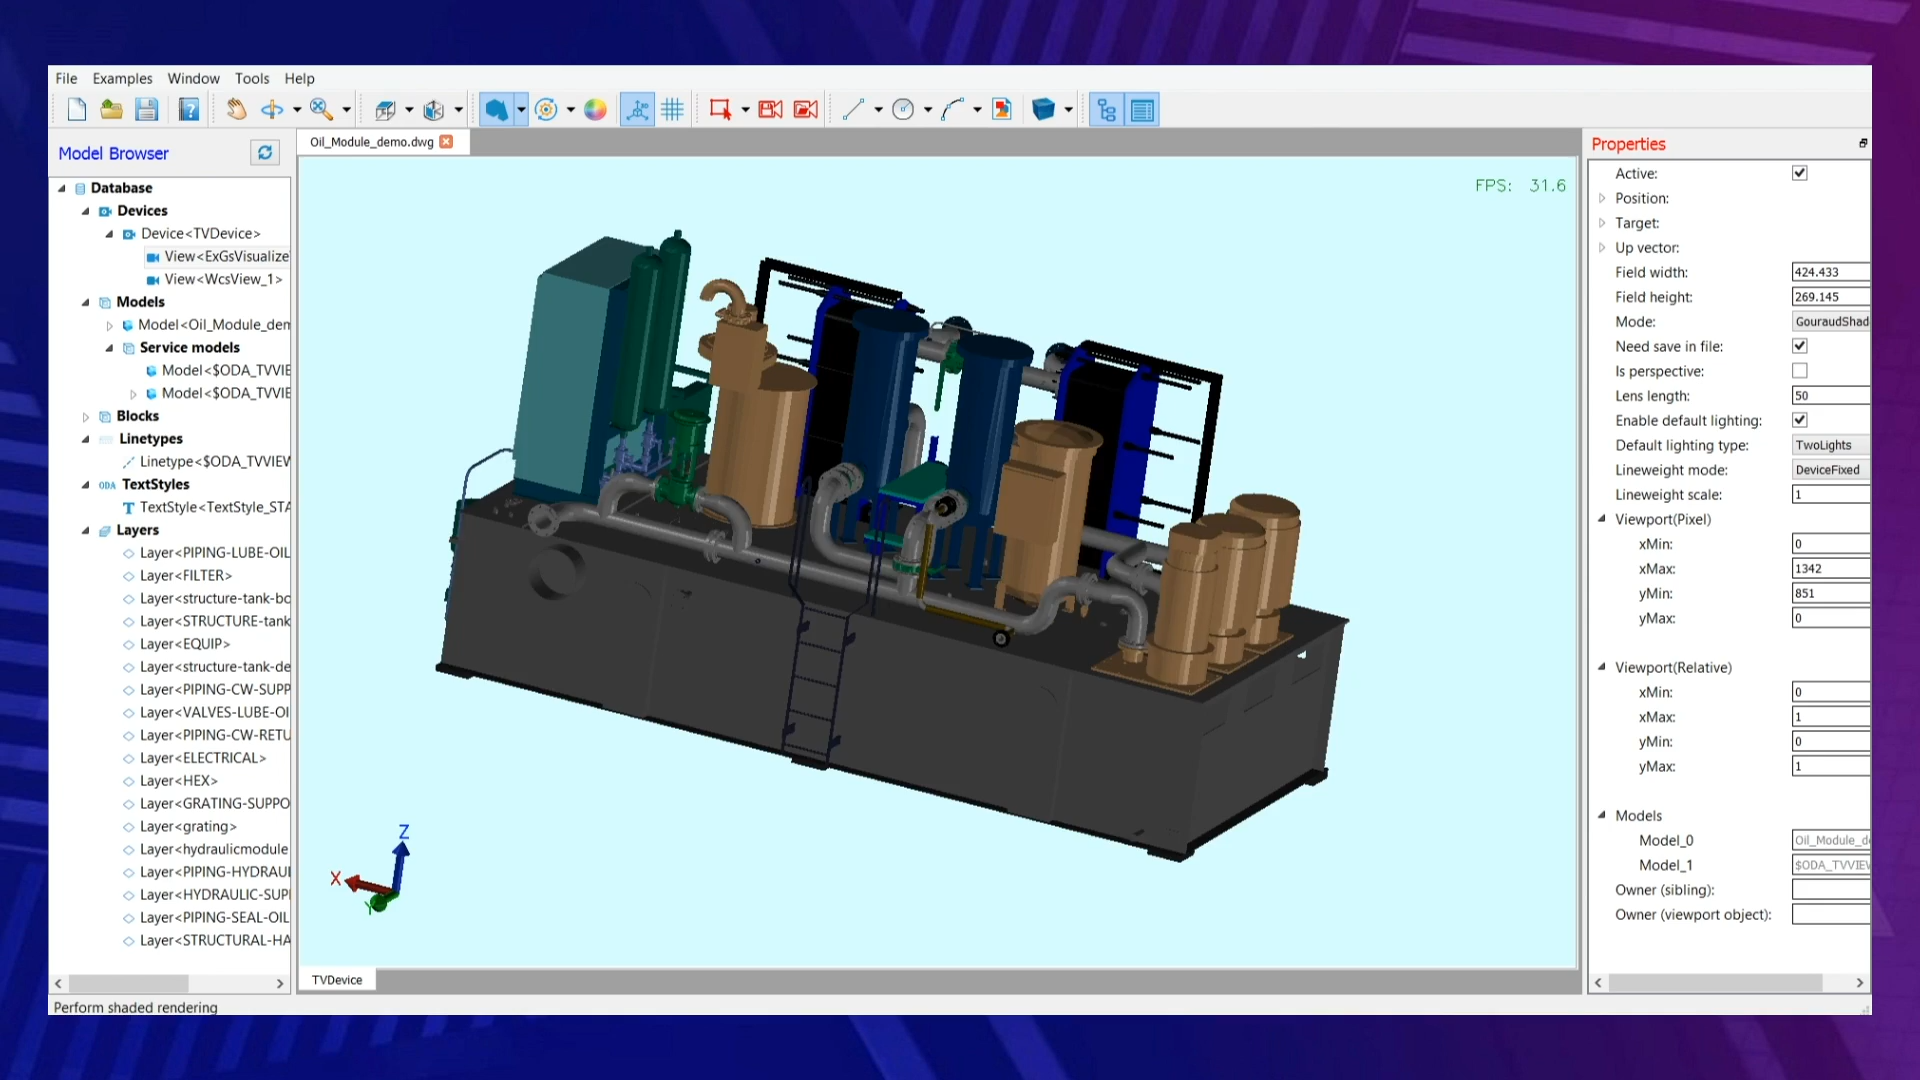 File Examples Window Tools Help
Oil_Module_demo.dwg
Model Browser
Database
Devices
Device<TVDevice>
View<ExGsVisualize
View<WcsView_1>
Models
Model<Oil_Module_dem
Service models
Model<$ODA_TVVIE
Model<$ODA_TVVIE
Blocks
Linetypes
Linetype<$ODA_TVVIEW
ODA TextStyles
TextStyle<TextStyle_STA
Layers
Layer<PIPING-LUBE-OIL
Layer<FILTER>
Layer<structure-tank-bo
Layer<STRUCTURE-tank
Layer<EQUIP>
Layer<structure-tank-de
Layer<PIPING-CW-SUPP
Layer<VALVES-LUBE-OI
Layer<PIPING-CW-RETU
Layer<ELECTRICAL>
Layer<HEX>
Layer<GRATING-SUPPO
Layer<grating>
Layer<hydraulicmodule
Layer<PIPING-HYDRAUI
Layer<HYDRAULIC-SUPI
Layer<PIPING-SEAL-OIL
Layer<STRUCTURAL-HA
FPS: 31.6
Z
X
Y
TVDevice
Properties
Active:
Position:
Target:
Up vector:
Field width: 424.433
Field height: 269.145
Mode: GouraudShad
Need save in file:
Is perspective:
Lens length: 50
Enable default lighting:
Default lighting type: TwoLights
Lineweight mode: DeviceFixed
Lineweight scale: 1
Viewport(Pixel)
xMin: 0
xMax: 1342
yMin: 851
yMax: 0
Viewport(Relative)
xMin: 0
xMax: 1
yMin: 0
yMax: 1
Models
Model_0 Oil_Module_de
Model_1 $ODA_TVVIEW
Owner (sibling):
Owner (viewport object):
Perform shaded rendering